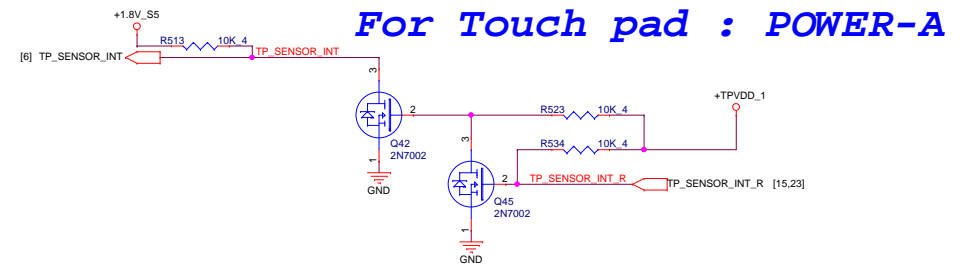 For Touch pad : POWER-A
+1.8V_S5
R513 10K_4
[6] TP_SENSOR_INT TP_SENSOR_INT
3
+TPVDD_1
2 R523 10K_4
Q42
2N7002
3
R534 10K_4
1
GND
2 TP_SENSOR_INT_R TP_SENSOR_INT_R [15,23]
Q45
2N7002
1
GND